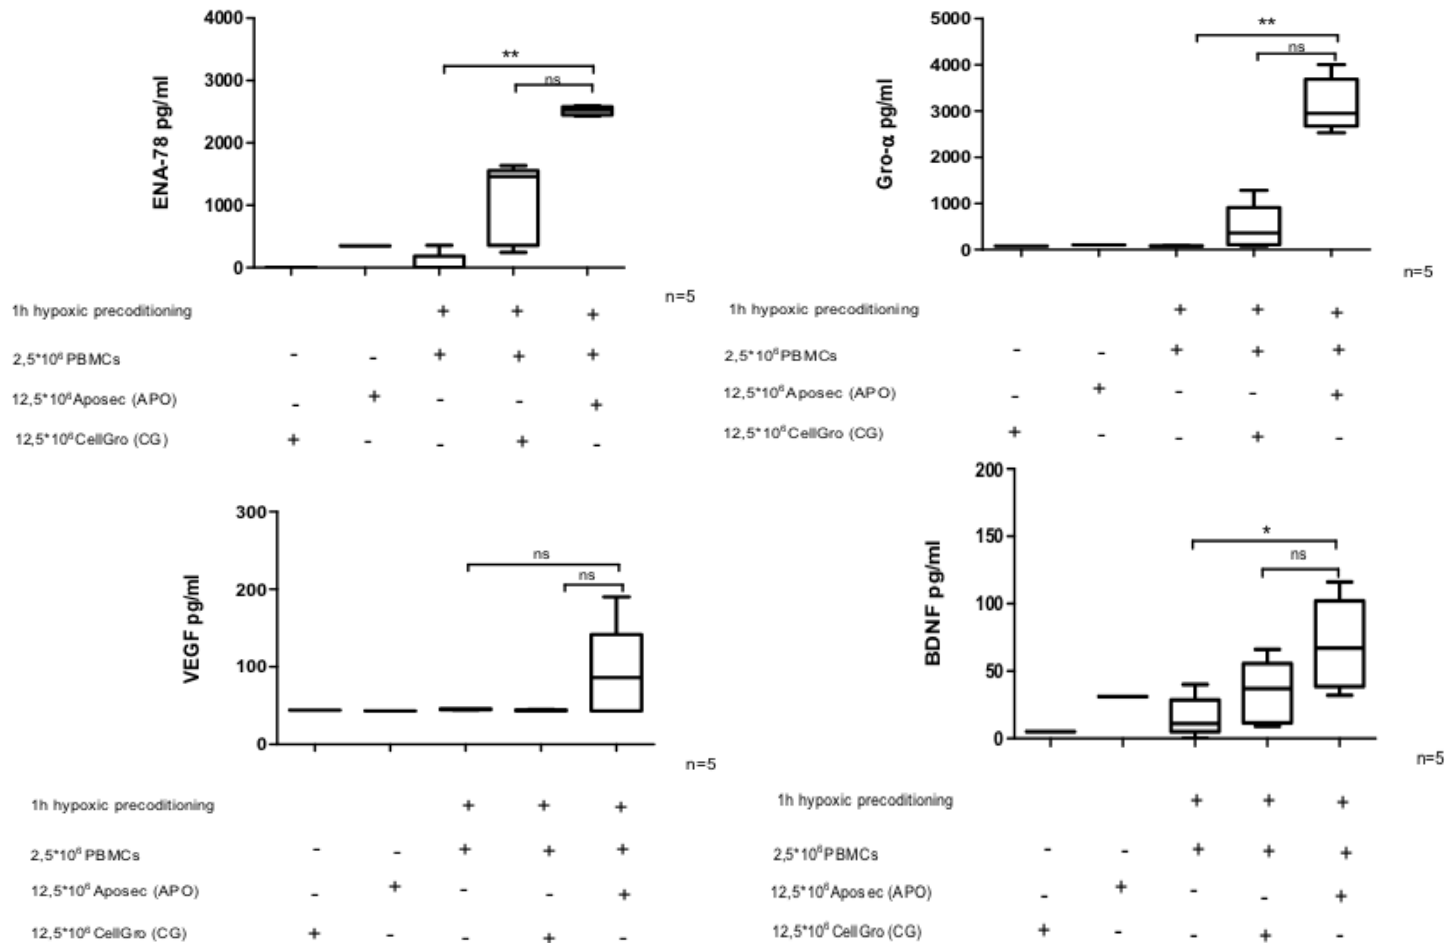 4000
3000
2000
1000
0
ENA-78 pg/ml
**
ns
n=5
1h hypoxic precoditioning
+ + +
2,5*10⁶ PBMCs
- - + + +
12,5*10⁶ Aposec (APO)
- + - - +
12,5*10⁶ CellGro (CG)
+ - - + -
5000
4000
3000
2000
1000
0
Gro-α pg/ml
**
ns
n=5
1h hypoxic precoditioning
+ + +
2,5*10⁶ PBMCs
- - + + +
12,5*10⁶ Aposec (APO)
- + - - +
12,5*10⁶ CellGro (CG)
+ - - + -
300
200
100
0
VEGF pg/ml
ns
ns
n=5
1h hypoxic precoditioning
+ + +
2,5*10⁶ PBMCs
- - + + +
12,5*10⁶ Aposec (APO)
- + - - +
12,5*10⁶ CellGro (CG)
+ - - + -
200
150
100
50
0
BDNF pg/ml
*
ns
n=5
1h hypoxic precoditioning
+ + +
2,5*10⁶ PBMCs
- - + + +
12,5*10⁶ Aposec (APO)
- + - - +
12,5*10⁶ CellGro (CG)
+ - - + -